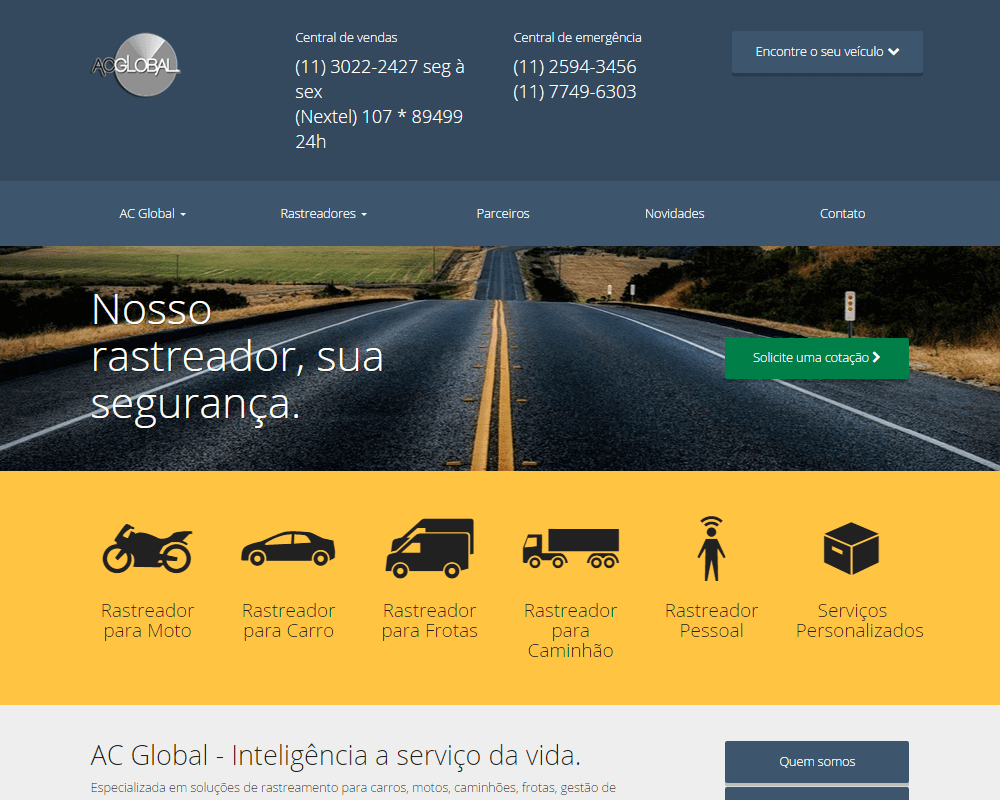 ACGLOBAL
Central de vendas
(11) 3022-2427 seg à
sex
(Nextel) 107 * 89499
24h
Central de emergência
(11) 2594-3456
(11) 7749-6303
Encontre o seu veículo
AC Global
Rastreadores
Parceiros
Novidades
Contato
Nosso
rastreador, sua
segurança.
Solicite uma cotação
Rastreador
para Moto
Rastreador
para Carro
Rastreador
para Frotas
Rastreador
para
Caminhão
Rastreador
Pessoal
Serviços
Personalizados
AC Global - Inteligência a serviço da vida.
Especializada em soluções de rastreamento para carros, motos, caminhões, frotas, gestão de
Quem somos